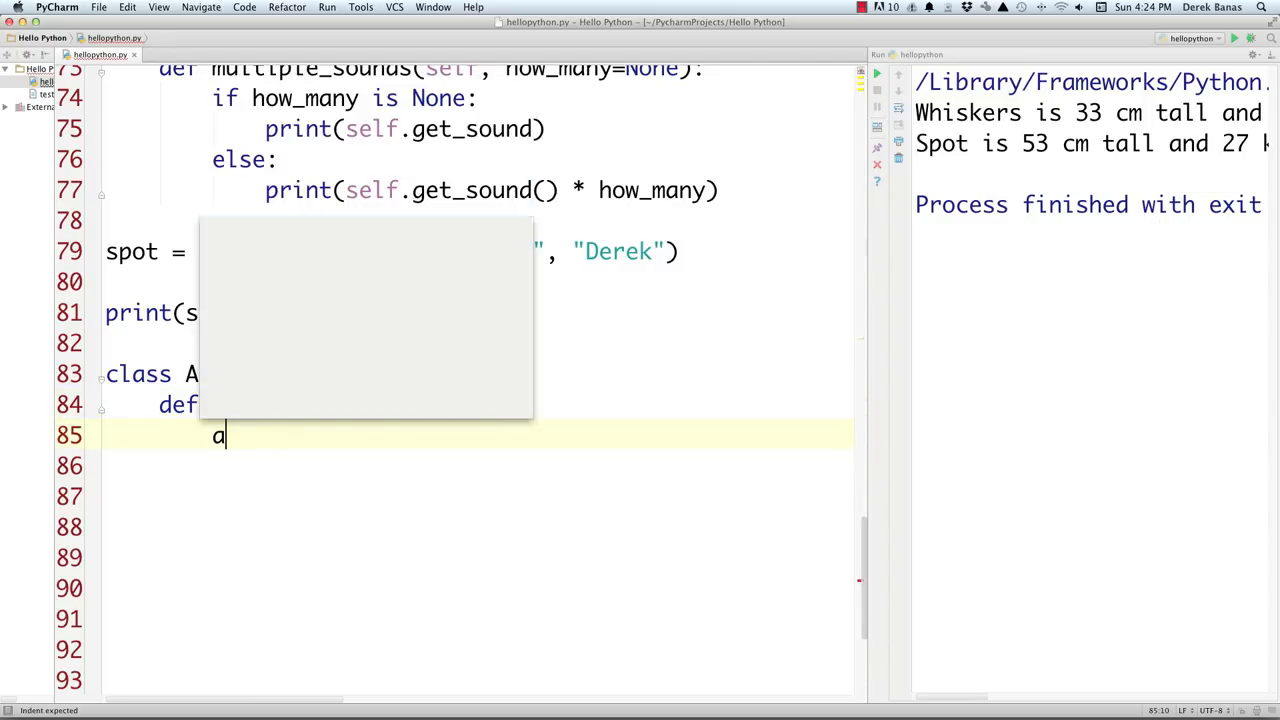 PyCharm File Edit View Navigate Code Refactor Run Tools VCS Window Help 10 Sun 4:24 PM Derek Banas
hellopython.py - Hello Python - [~/PycharmProjects/Hello Python]
Hello Python hellopython.py hellopython
hellopython.py × Run hellopython
Hello P
hell
test
Externa
73 def multiple_sounds(self, how_many=None):
74 if how_many is None:
75 print(self.get_sound)
76 else:
77 print(self.get_sound() * how_many)
78
79 spot = ", "Derek")
80
81 print(s
82
83 class A
84 def
85 a
86
87
88
89
90
91
92
93
/Library/Frameworks/Python.
Whiskers is 33 cm tall and
Spot is 53 cm tall and 27 k
Process finished with exit
Indent expected 85:10 LF UTF-8